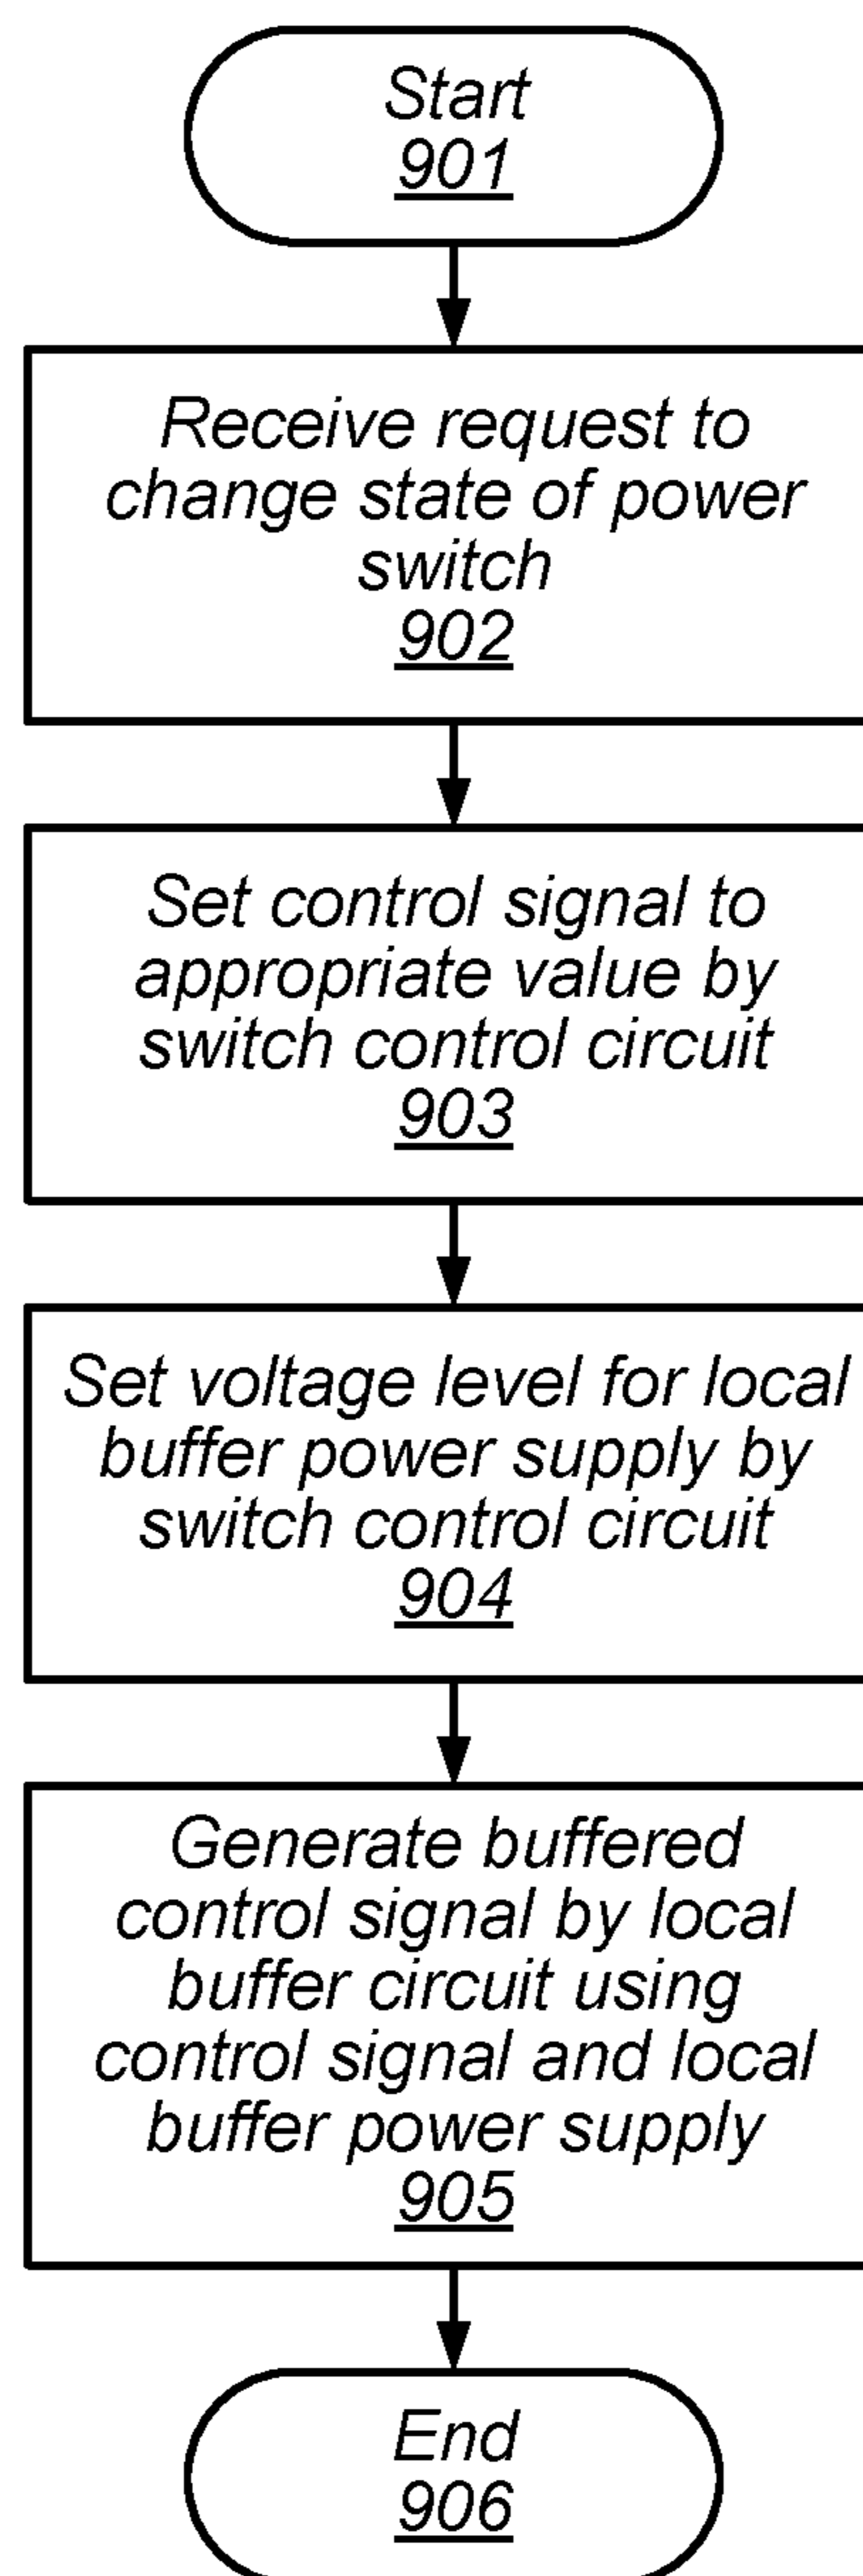 Start
901
Receive request to
change state of power
switch
902
Set control signal to
appropriate value by
switch control circuit
903
Set voltage level for local
buffer power supply by
switch control circuit
904
Generate buffered
control signal by local
buffer circuit using
control signal and local
buffer power supply
905
End
906